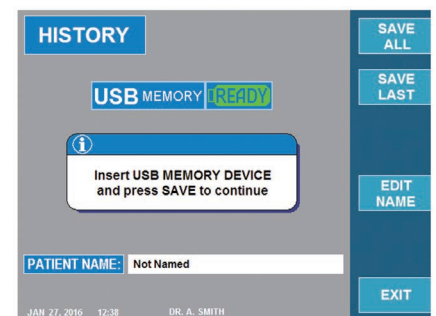 HISTORY
SAVE
ALL
SAVE
LAST
USB MEMORY READY
Insert USB MEMORY DEVICE
and press SAVE to continue
EDIT
NAME
PATIENT NAME: Not Named
EXIT
JAN 27, 2016 12:38 DR. A. SMITH